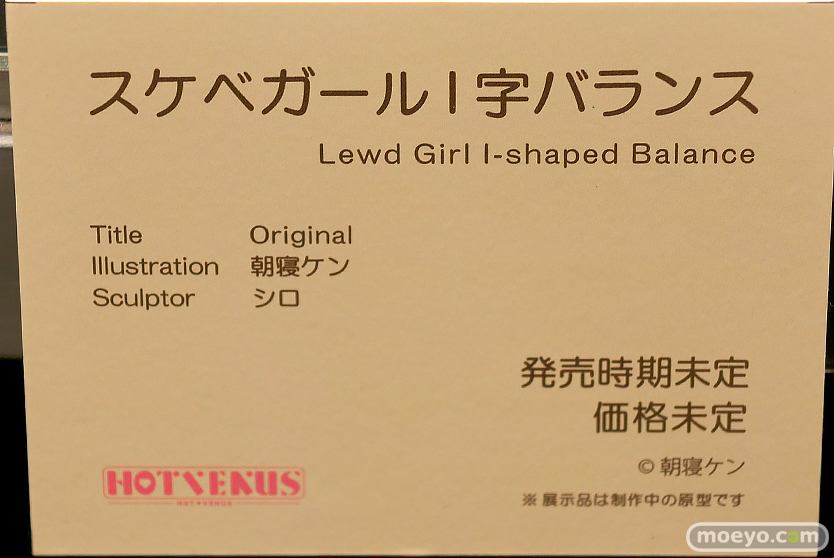 スケベガールI字バランス
Lewd Girl I-shaped Balance
Title Original
Illustration 朝寝ケン
Sculptor シロ
発売時期未定
価格未定
©朝寝ケン
※展示品は制作中の原型です
HOTVENUS
HOT♥VENUS
moeyo.com